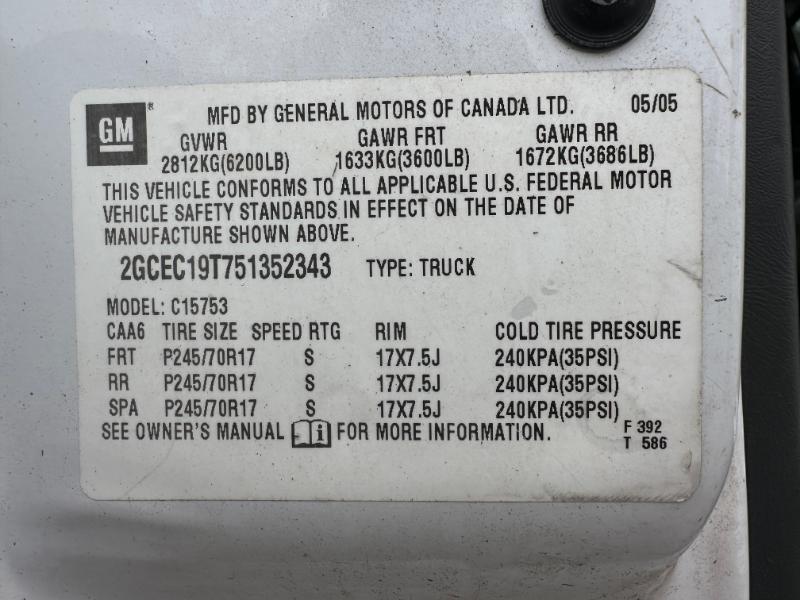 GM ® MFD BY GENERAL MOTORS OF CANADA LTD. 05/05
GVWR GAWR FRT GAWR RR
2812KG(6200LB) 1633KG(3600LB) 1672KG(3686LB)
THIS VEHICLE CONFORMS TO ALL APPLICABLE U.S. FEDERAL MOTOR
VEHICLE SAFETY STANDARDS IN EFFECT ON THE DATE OF
MANUFACTURE SHOWN ABOVE.
2GCEC19T751352343 TYPE: TRUCK
MODEL: C15753
CAA6 TIRE SIZE SPEED RTG RIM COLD TIRE PRESSURE
FRT P245/70R17 S 17X7.5J 240KPA(35PSI)
RR P245/70R17 S 17X7.5J 240KPA(35PSI)
SPA P245/70R17 S 17X7.5J 240KPA(35PSI)
SEE OWNER'S MANUAL i FOR MORE INFORMATION. F 392
T 586